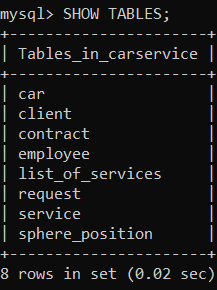 mysql> SHOW TABLES;
+----------------------+
| Tables_in_carservice |
+----------------------+
| car                  |
| client               |
| contract             |
| employee             |
| list_of_services     |
| request              |
| service              |
| sphere_position      |
+----------------------+
8 rows in set (0.02 sec)